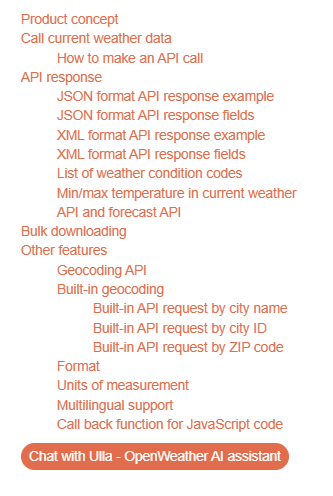 Product concept
Call current weather data
How to make an API call
API response
JSON format API response example
JSON format API response fields
XML format API response example
XML format API response fields
List of weather condition codes
Min/max temperature in current weather
API and forecast API
Bulk downloading
Other features
Geocoding API
Built-in geocoding
Built-in API request by city name
Built-in API request by city ID
Built-in API request by ZIP code
Format
Units of measurement
Multilingual support
Call back function for JavaScript code
Chat with Ulla - OpenWeather AI assistant